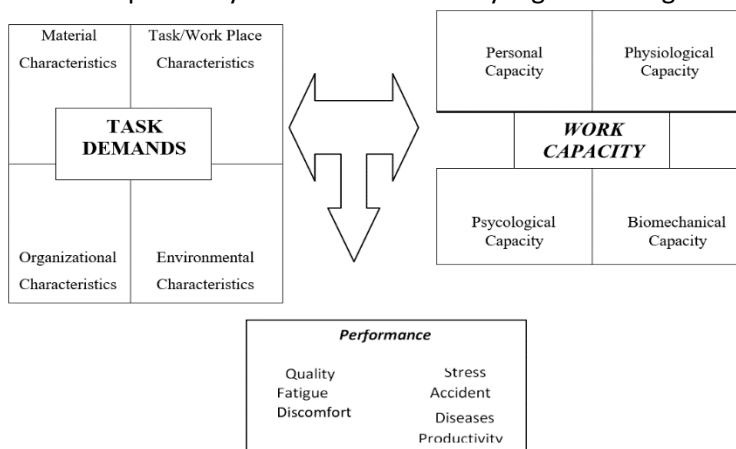 Material
Characteristics
Task/Work Place
Characteristics
TASK
DEMANDS
Organizational
Characteristics
Environmental
Characteristics
Personal
Capacity
Physiological
Capacity
WORK
CAPACITY
Psycological
Capacity
Biomechanical
Capacity
Performance
Quality
Fatigue
Discomfort
Stress
Accident
Diseases
Productivity